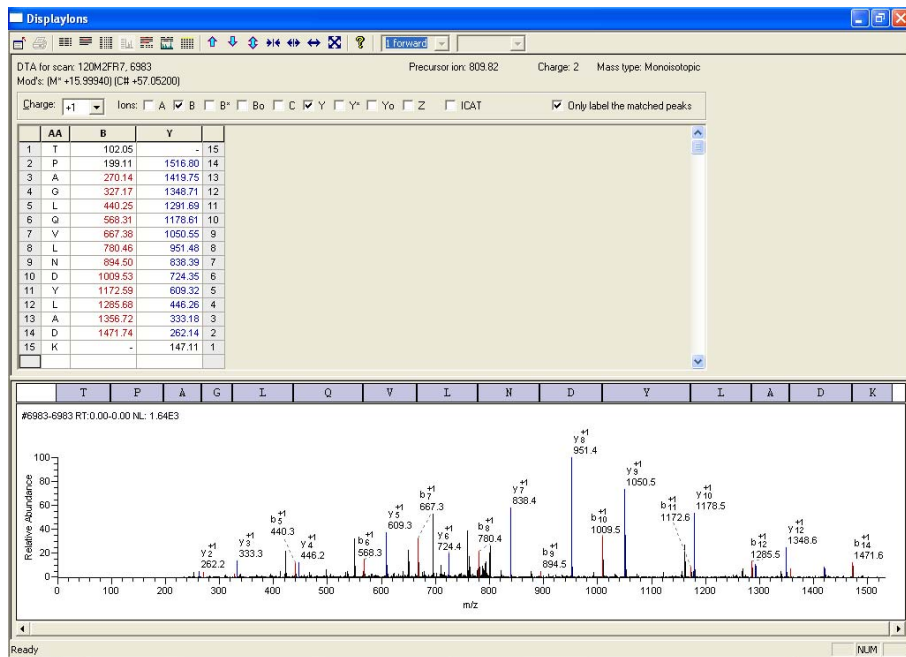 DisplayIons
1 forward
DTA for scan: 120M2FR7, 6983 Precursor ion: 809.82 Charge: 2 Mass type: Monoisotopic
Mod's: (M* +15.99940) (C# +57.05200)
Charge: +1 Ions: A B B* Bo C Y Y* Yo Z ICAT Only label the matched peaks
AA B Y
1 T 102.05 - 15
2 P 199.11 1516.80 14
3 A 270.14 1419.75 13
4 G 327.17 1348.71 12
5 L 440.25 1291.69 11
6 Q 568.31 1178.61 10
7 V 667.38 1050.55 9
8 L 780.46 951.48 8
9 N 894.50 838.39 7
10 D 1009.53 724.35 6
11 Y 1172.59 609.32 5
12 L 1285.68 446.26 4
13 A 1356.72 333.18 3
14 D 1471.74 262.14 2
15 K - 147.11 1
T P A G L Q V L N D Y L A D K
#6983-6983 RT:0.00-0.00 NL: 1.64E3
Relative Abundance
100
80
60
40
20
0
y2 +1 262.2
y3 +1 333.3
b5 +1 440.3
y4 +1 446.2
b6 +1 568.3
y5 +1 609.3
b7 +1 667.3
y6 +1 724.4
b8 +1 780.4
y7 +1 838.4
b9 +1 894.5
y8 +1 951.4
b10 +1 1009.5
y9 +1 1050.5
b11 +1 1172.6
y10 +1 1178.5
b12 +1 1285.5
y12 +1 1348.6
b14 +1 1471.6
0 100 200 300 400 500 600 700 800 900 1000 1100 1200 1300 1400 1500
m/z
Ready NUM